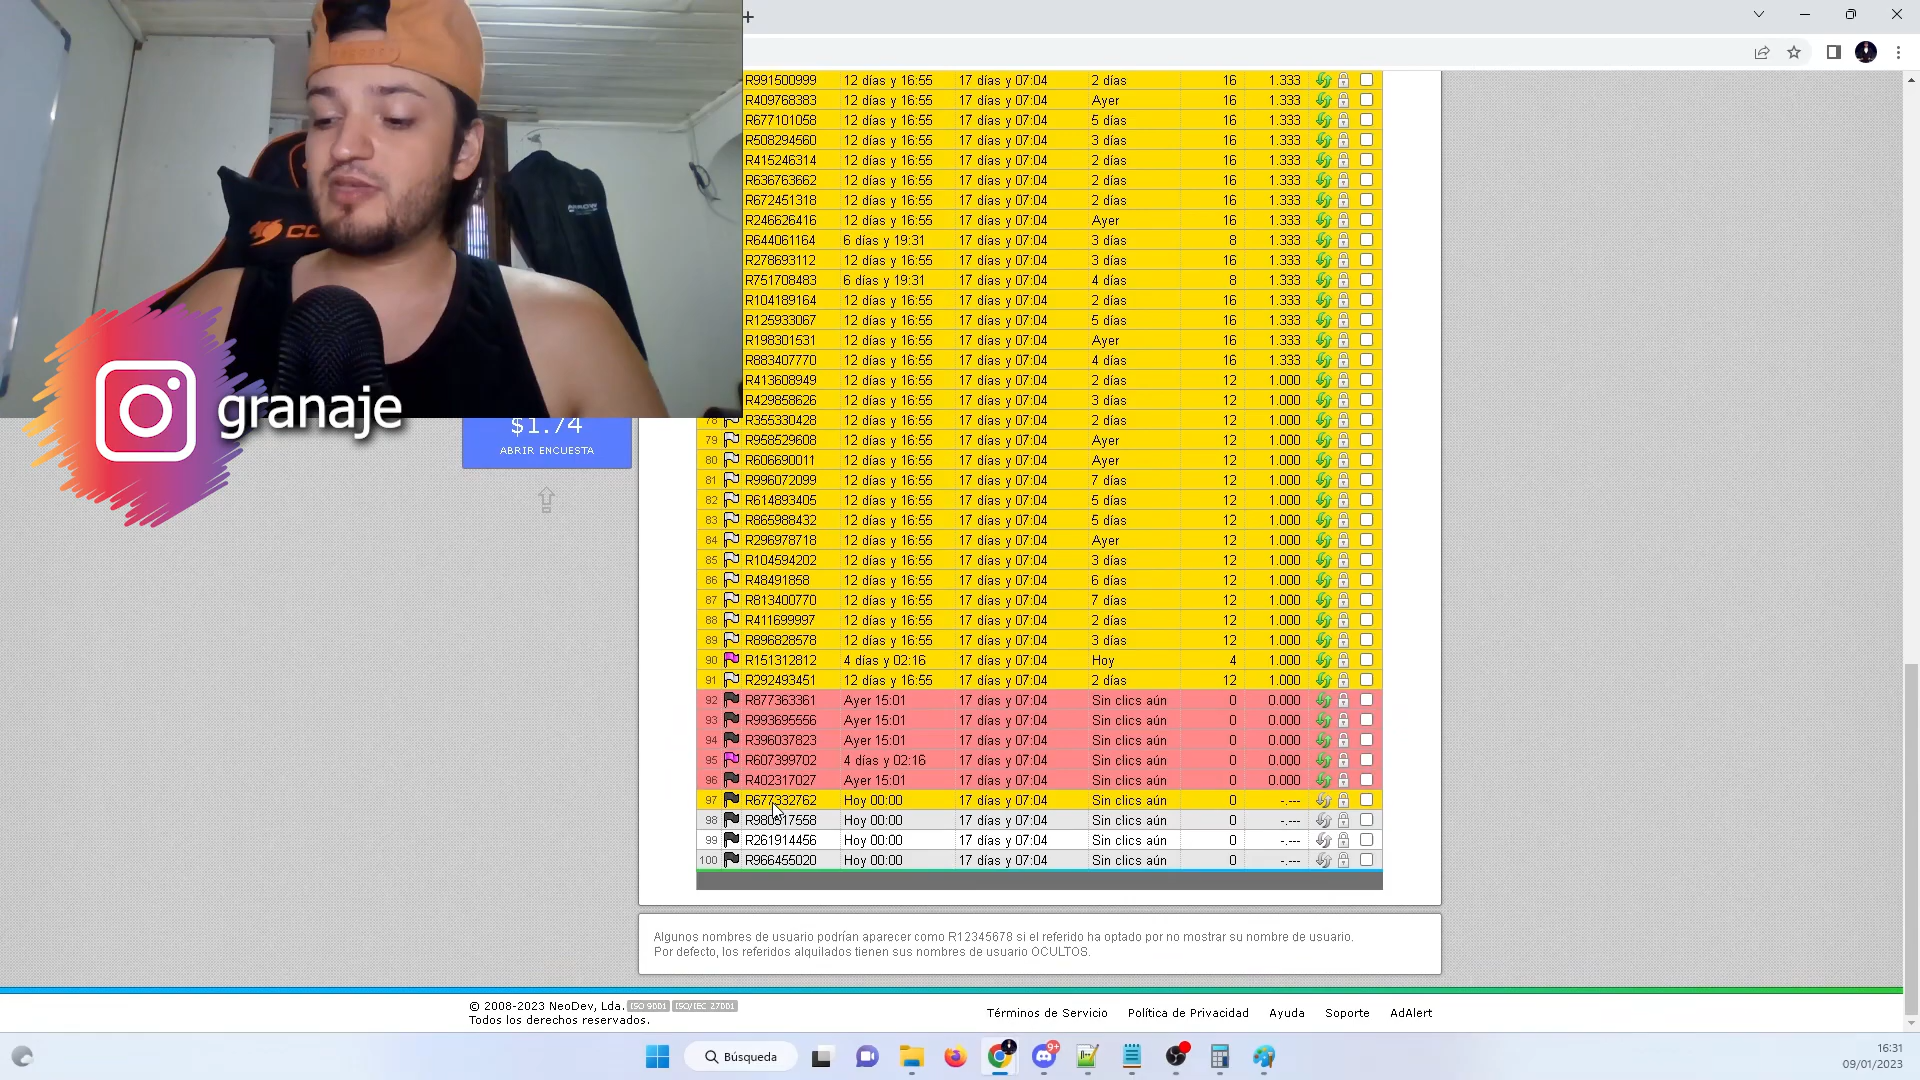 R991500999 12 días y 16:55 17 días y 07:04 2 días 16 1.333
R409768383 12 días y 16:55 17 días y 07:04 Ayer 16 1.333
R677101058 12 días y 16:55 17 días y 07:04 5 días 16 1.333
R508294560 12 días y 16:55 17 días y 07:04 3 días 16 1.333
R415246314 12 días y 16:55 17 días y 07:04 2 días 16 1.333
R636763662 12 días y 16:55 17 días y 07:04 2 días 16 1.333
R672451318 12 días y 16:55 17 días y 07:04 2 días 16 1.333
R246626416 12 días y 16:55 17 días y 07:04 Ayer 16 1.333
R644061164 6 días y 19:31 17 días y 07:04 3 días 8 1.333
R278693112 12 días y 16:55 17 días y 07:04 3 días 16 1.333
R751708483 6 días y 19:31 17 días y 07:04 4 días 8 1.333
R104189164 12 días y 16:55 17 días y 07:04 2 días 16 1.333
R125933067 12 días y 16:55 17 días y 07:04 5 días 16 1.333
R198301531 12 días y 16:55 17 días y 07:04 Ayer 16 1.333
R883407770 12 días y 16:55 17 días y 07:04 4 días 16 1.333
R413608949 12 días y 16:55 17 días y 07:04 2 días 12 1.000
R429858626 12 días y 16:55 17 días y 07:04 3 días 12 1.000
78 R355330428 12 días y 16:55 17 días y 07:04 2 días 12 1.000
79 R958529608 12 días y 16:55 17 días y 07:04 Ayer 12 1.000
80 R606690011 12 días y 16:55 17 días y 07:04 Ayer 12 1.000
81 R996072099 12 días y 16:55 17 días y 07:04 7 días 12 1.000
82 R614893405 12 días y 16:55 17 días y 07:04 5 días 12 1.000
83 R865988432 12 días y 16:55 17 días y 07:04 5 días 12 1.000
84 R296978718 12 días y 16:55 17 días y 07:04 Ayer 12 1.000
85 R104594202 12 días y 16:55 17 días y 07:04 3 días 12 1.000
86 R48491858 12 días y 16:55 17 días y 07:04 6 días 12 1.000
87 R813400770 12 días y 16:55 17 días y 07:04 7 días 12 1.000
88 R411699997 12 días y 16:55 17 días y 07:04 2 días 12 1.000
89 R896828578 12 días y 16:55 17 días y 07:04 3 días 12 1.000
90 R151312812 4 días y 02:16 17 días y 07:04 Hoy 4 1.000
91 R292493451 12 días y 16:55 17 días y 07:04 2 días 12 1.000
92 R877363361 Ayer 15:01 17 días y 07:04 Sin clics aún 0 0.000
93 R993695556 Ayer 15:01 17 días y 07:04 Sin clics aún 0 0.000
94 R396037823 Ayer 15:01 17 días y 07:04 Sin clics aún 0 0.000
95 R607399702 4 días y 02:16 17 días y 07:04 Sin clics aún 0 0.000
96 R402317027 Ayer 15:01 17 días y 07:04 Sin clics aún 0 0.000
97 R677332762 Hoy 00:00 17 días y 07:04 Sin clics aún 0 -.---
98 R980517558 Hoy 00:00 17 días y 07:04 Sin clics aún 0 -.---
99 R261914456 Hoy 00:00 17 días y 07:04 Sin clics aún 0 -.---
100 R966455020 Hoy 00:00 17 días y 07:04 Sin clics aún 0 -.---
granaje
$1.74
ABRIR ENCUESTA
Algunos nombres de usuario podrían aparecer como R12345678 si el referido ha optado por no mostrar su nombre de usuario.
Por defecto, los referidos alquilados tienen sus nombres de usuario OCULTOS.
© 2008-2023 NeoDev, Lda. ISO 9001 ISO/IEC 27001
Todos los derechos reservados.
Términos de Servicio Política de Privacidad Ayuda Soporte AdAlert
Búsqueda
9+
16:31
09/01/2023